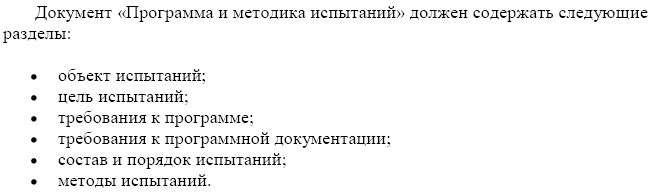 Документ «Программа и методика испытаний» должен содержать следующие
разделы:
• объект испытаний;
• цель испытаний;
• требования к программе;
• требования к программной документации;
• состав и порядок испытаний;
• методы испытаний.